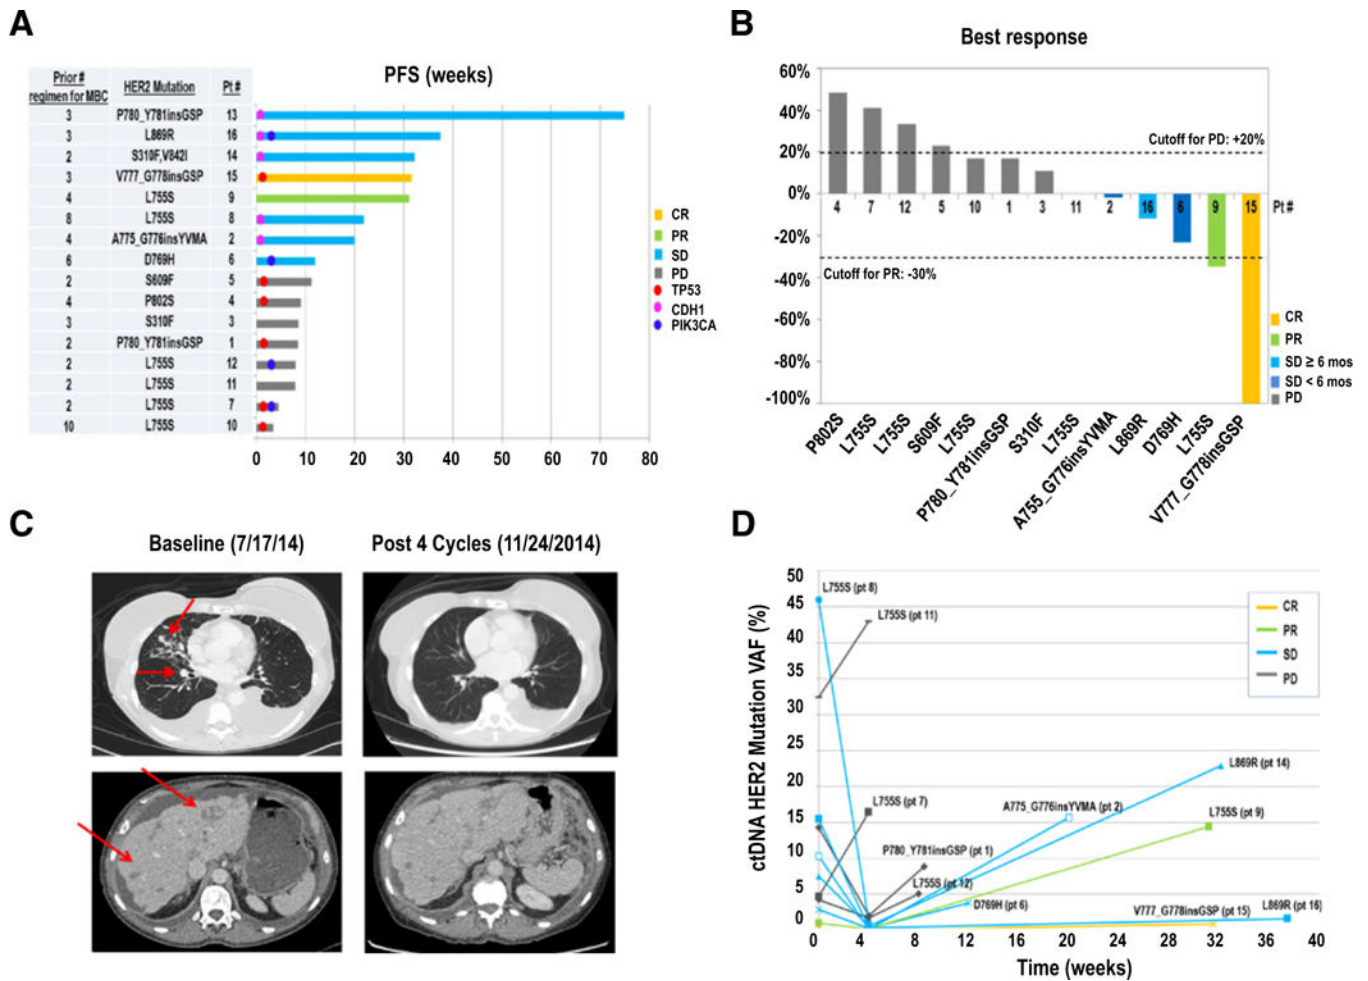 A
PFS (weeks)
Prior # regimen for MBC HER2 Mutation Pt #
3 P780_Y781insGSP 13
3 L869R 16
2 S310F,V842I 14
3 V777_G778insGSP 15
4 L755S 9
8 L755S 8
4 A775_G776insYVMA 2
6 D769H 6
2 S609F 5
4 P802S 4
3 S310F 3
2 P780_Y781insGSP 1
2 L755S 12
2 L755S 11
2 L755S 7
10 L755S 10
0 10 20 30 40 50 60 70 80
CR
PR
SD
PD
TP53
CDH1
PIK3CA
B
Best response
60%
40%
20%
0%
-20%
-40%
-60%
-80%
-100%
Cutoff for PD: +20%
4 7 12 5 10 1 3 11 2 16 6 9 15 Pt #
Cutoff for PR: -30%
CR
PR
SD ≥ 6 mos
SD < 6 mos
PD
P802S
L755S
L755S
S609F
L755S
P780_Y781insGSP
S310F
L755S
A755_G776insYVMA
L869R
D769H
L755S
V777_G778insGSP
C
Baseline (7/17/14)
Post 4 Cycles (11/24/2014)
D
ctDNA HER2 Mutation VAF (%)
50
45
40
35
30
25
20
15
10
5
0
L755S (pt 8)
L755S (pt 11)
L869R (pt 14)
L755S (pt 7)
A775_G776insYVMA (pt 2)
L755S (pt 9)
P780_Y781insGSP (pt 1)
L755S (pt 12)
D769H (pt 6)
V777_G778insGSP (pt 15)
L869R (pt 16)
CR
PR
SD
PD
0 4 8 12 16 20 24 28 32 36 40
Time (weeks)